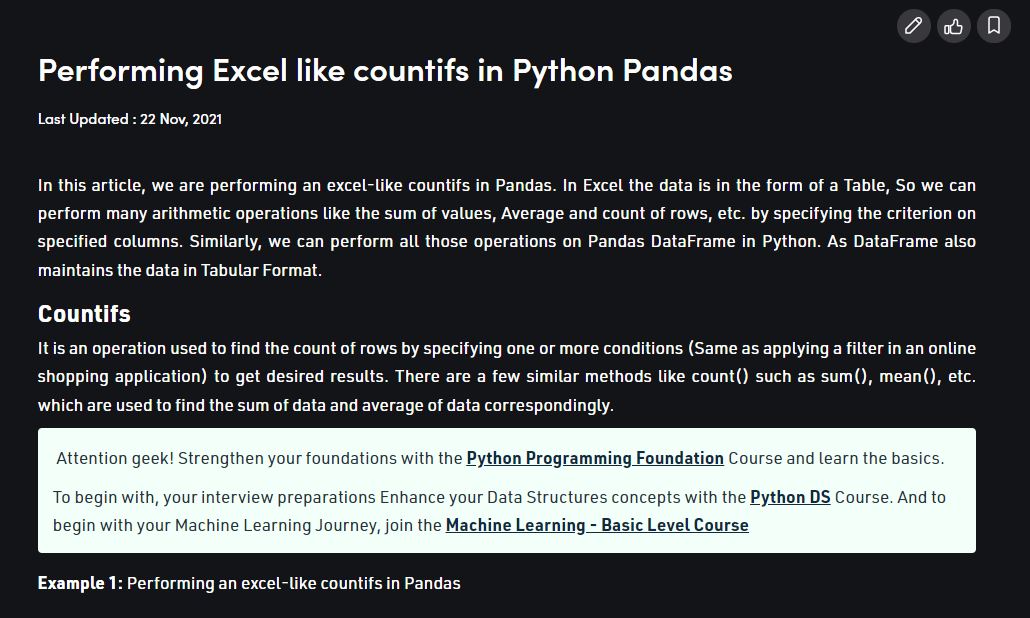 Performing Excel like countifs in Python Pandas
Last Updated : 22 Nov, 2021
In this article, we are performing an excel-like countifs in Pandas. In Excel the data is in the form of a Table, So we can
perform many arithmetic operations like the sum of values, Average and count of rows, etc. by specifying the criterion on
specified columns. Similarly, we can perform all those operations on Pandas DataFrame in Python. As DataFrame also
maintains the data in Tabular Format.
Countifs
It is an operation used to find the count of rows by specifying one or more conditions (Same as applying a filter in an online
shopping application) to get desired results. There are a few similar methods like count() such as sum(), mean(), etc.
which are used to find the sum of data and average of data correspondingly.
Attention geek! Strengthen your foundations with the Python Programming Foundation Course and learn the basics.
To begin with, your interview preparations Enhance your Data Structures concepts with the Python DS Course. And to
begin with your Machine Learning Journey, join the Machine Learning - Basic Level Course
Example 1: Performing an excel-like countifs in Pandas